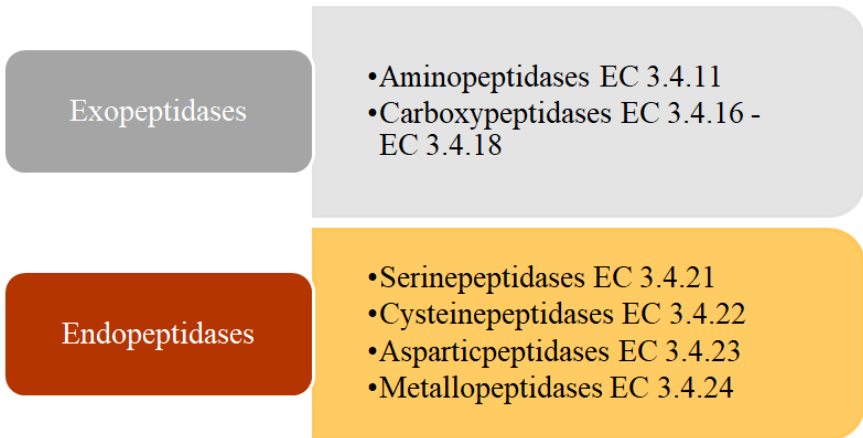 Exopeptidases
•Aminopeptidases EC 3.4.11
•Carboxypeptidases EC 3.4.16 -
EC 3.4.18
Endopeptidases
•Serinepeptidases EC 3.4.21
•Cysteinepeptidases EC 3.4.22
•Asparticpeptidases EC 3.4.23
•Metallopeptidases EC 3.4.24